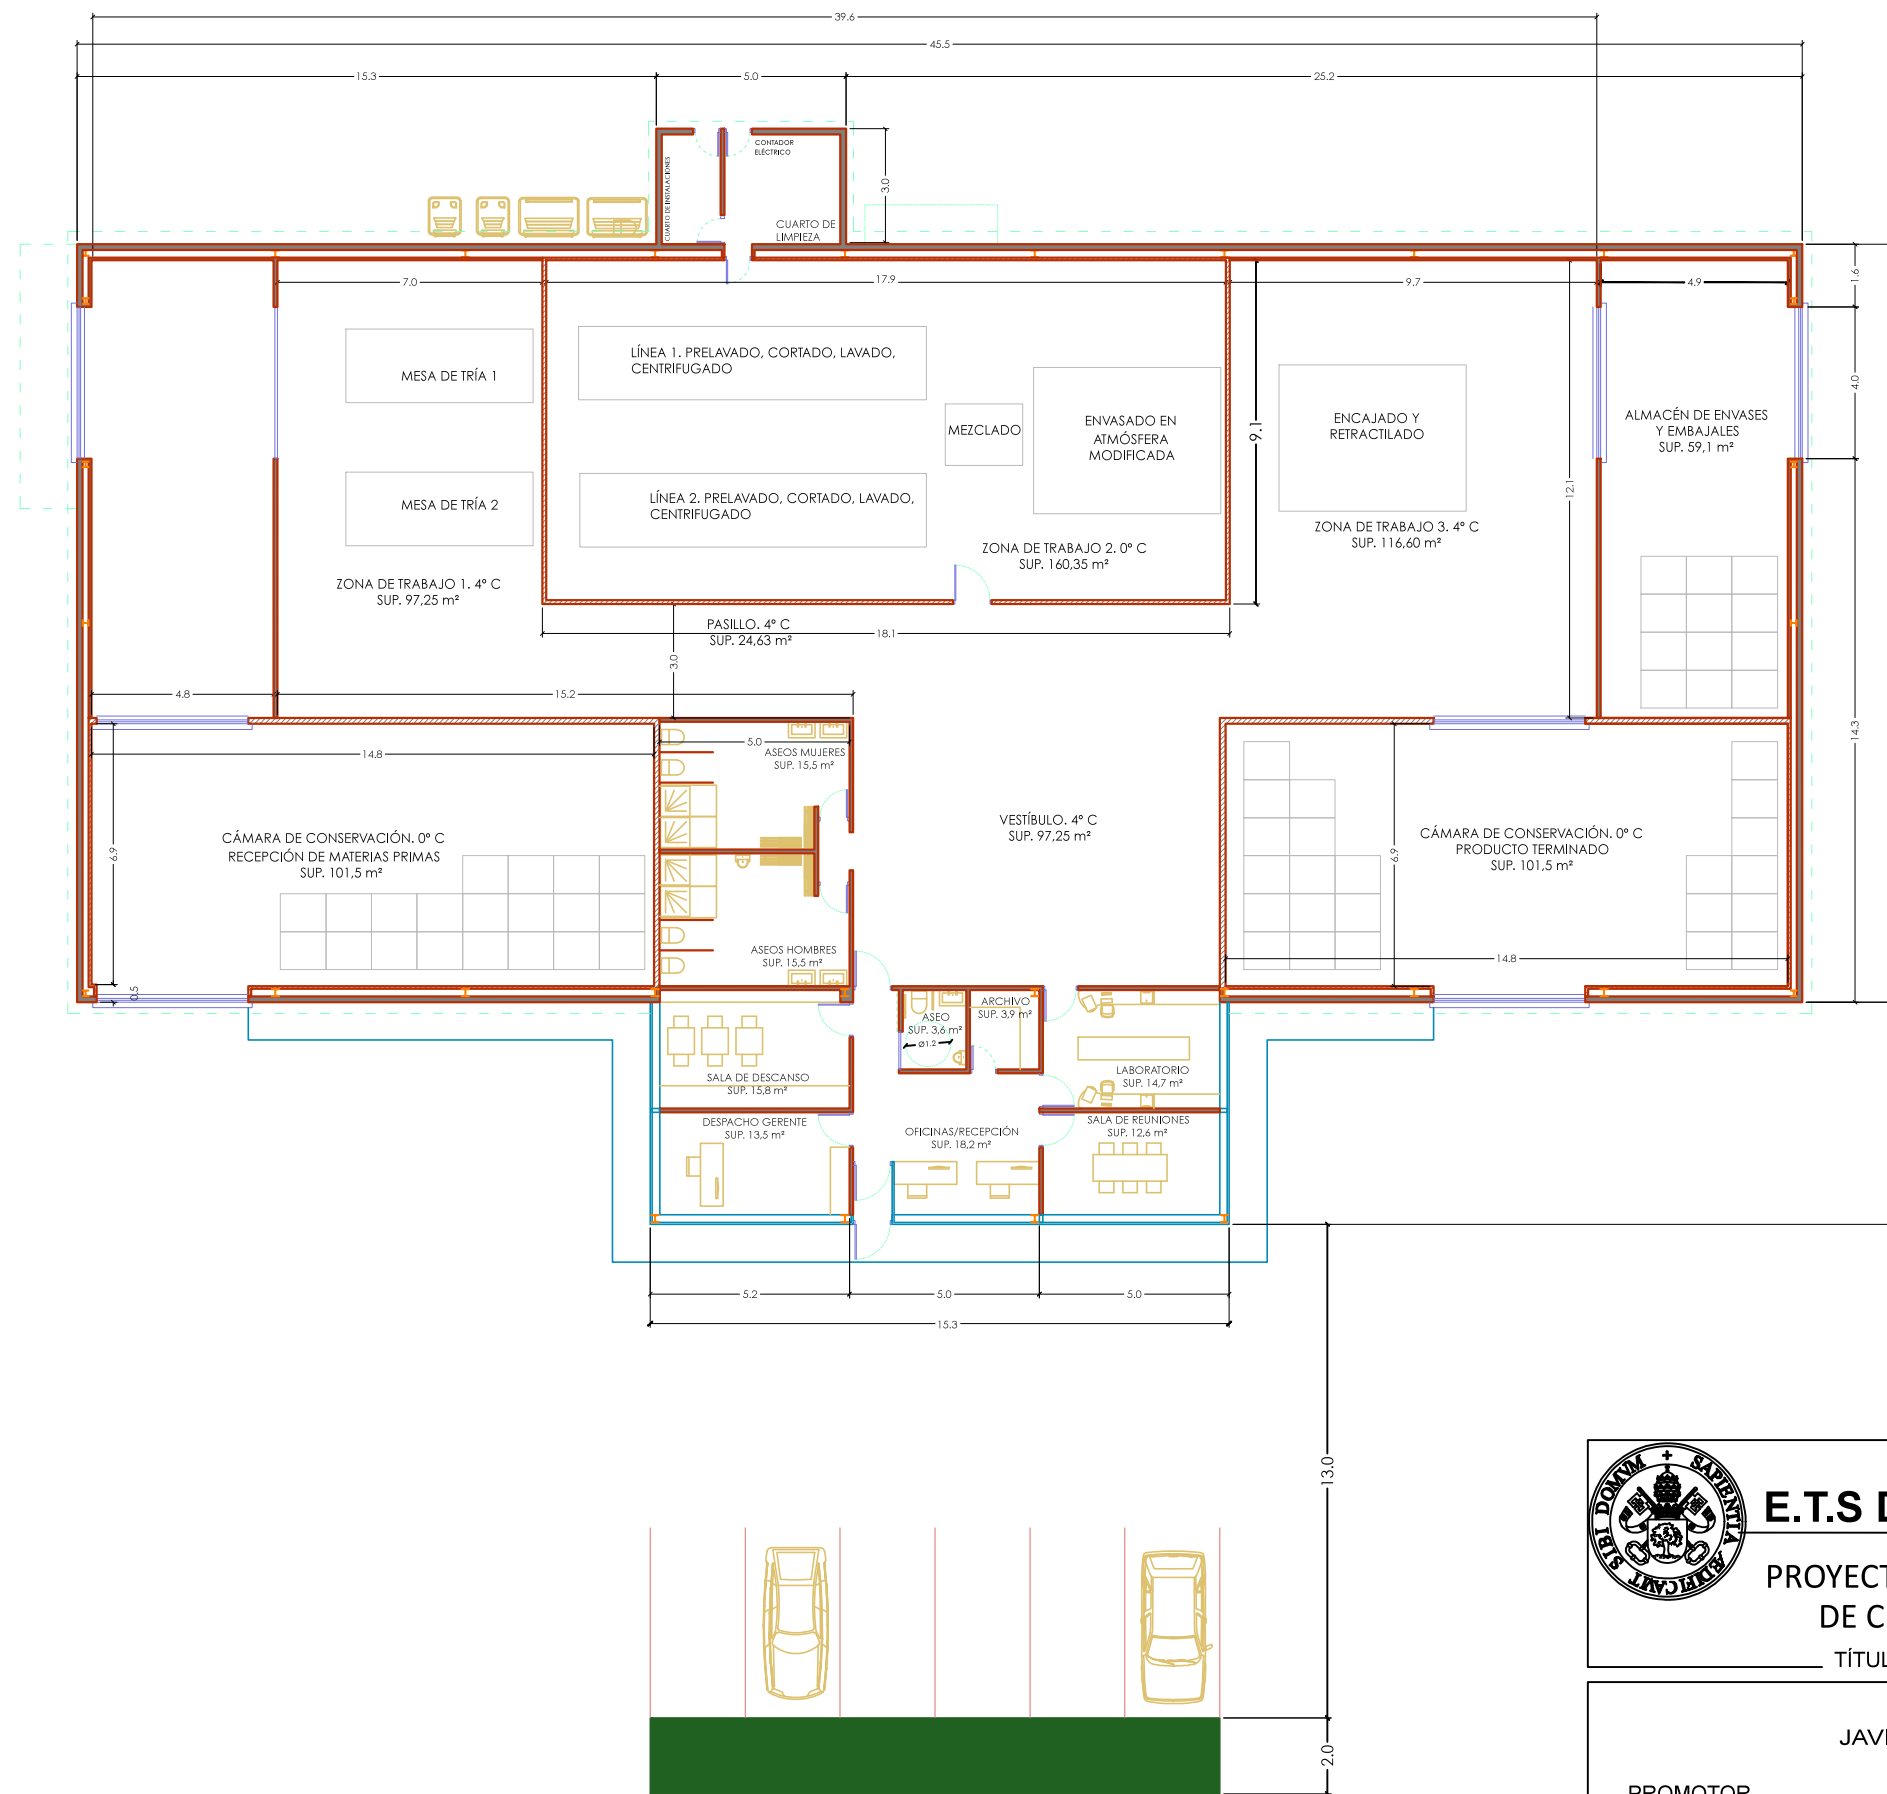 39.6
45.5
15.3
5.0
25.2
CONTADOR
ELÉCTRICO
CUARTO DE INSTALACIONES
3.0
CUARTO DE
LIMPIEZA
7.0
17.9
9.7
4.9
1.6
LÍNEA 1. PRELAVADO, CORTADO, LAVADO,
CENTRIFUGADO
MESA DE TRÍA 1
4.0
MEZCLADO
ENVASADO EN
ATMÓSFERA
MODIFICADA
9.1
ENCAJADO Y
RETRACTILADO
ALMACÉN DE ENVASES
Y EMBAJALES
SUP. 59,1 m²
12.1
MESA DE TRÍA 2
LÍNEA 2. PRELAVADO, CORTADO, LAVADO,
CENTRIFUGADO
ZONA DE TRABAJO 3. 4º C
SUP. 116,60 m²
ZONA DE TRABAJO 2. 0º C
SUP. 160,35 m²
ZONA DE TRABAJO 1. 4º C
SUP. 97,25 m²
PASILLO. 4º C
SUP. 24,63 m²
18.1
3.0
4.8
15.2
14.3
14.8
5.0
ASEOS MUJERES
SUP. 15,5 m²
VESTÍBULO. 4º C
SUP. 97,25 m²
6.9
CÁMARA DE CONSERVACIÓN. 0º C
RECEPCIÓN DE MATERIAS PRIMAS
SUP. 101,5 m²
6.9
CÁMARA DE CONSERVACIÓN. 0º C
PRODUCTO TERMINADO
SUP. 101,5 m²
ASEOS HOMBRES
SUP. 15,5 m²
14.8
0.5
ASEO
SUP. 3,6 m²
Ø1.2
ARCHIVO
SUP. 3,9 m²
LABORATORIO
SUP. 14,7 m²
SALA DE DESCANSO
SUP. 15,8 m²
DESPACHO GERENTE
SUP. 13,5 m²
OFICINAS/RECEPCIÓN
SUP. 18,2 m²
SALA DE REUNIONES
SUP. 12,6 m²
5.2
5.0
5.0
15.3
13.0
2.0
SIBI DOMVM + SAPIENTIA ÆDIFICAVIT
E.T.S D
PROYECT
DE C
TÍTUL
JAVI
PROMOTOR